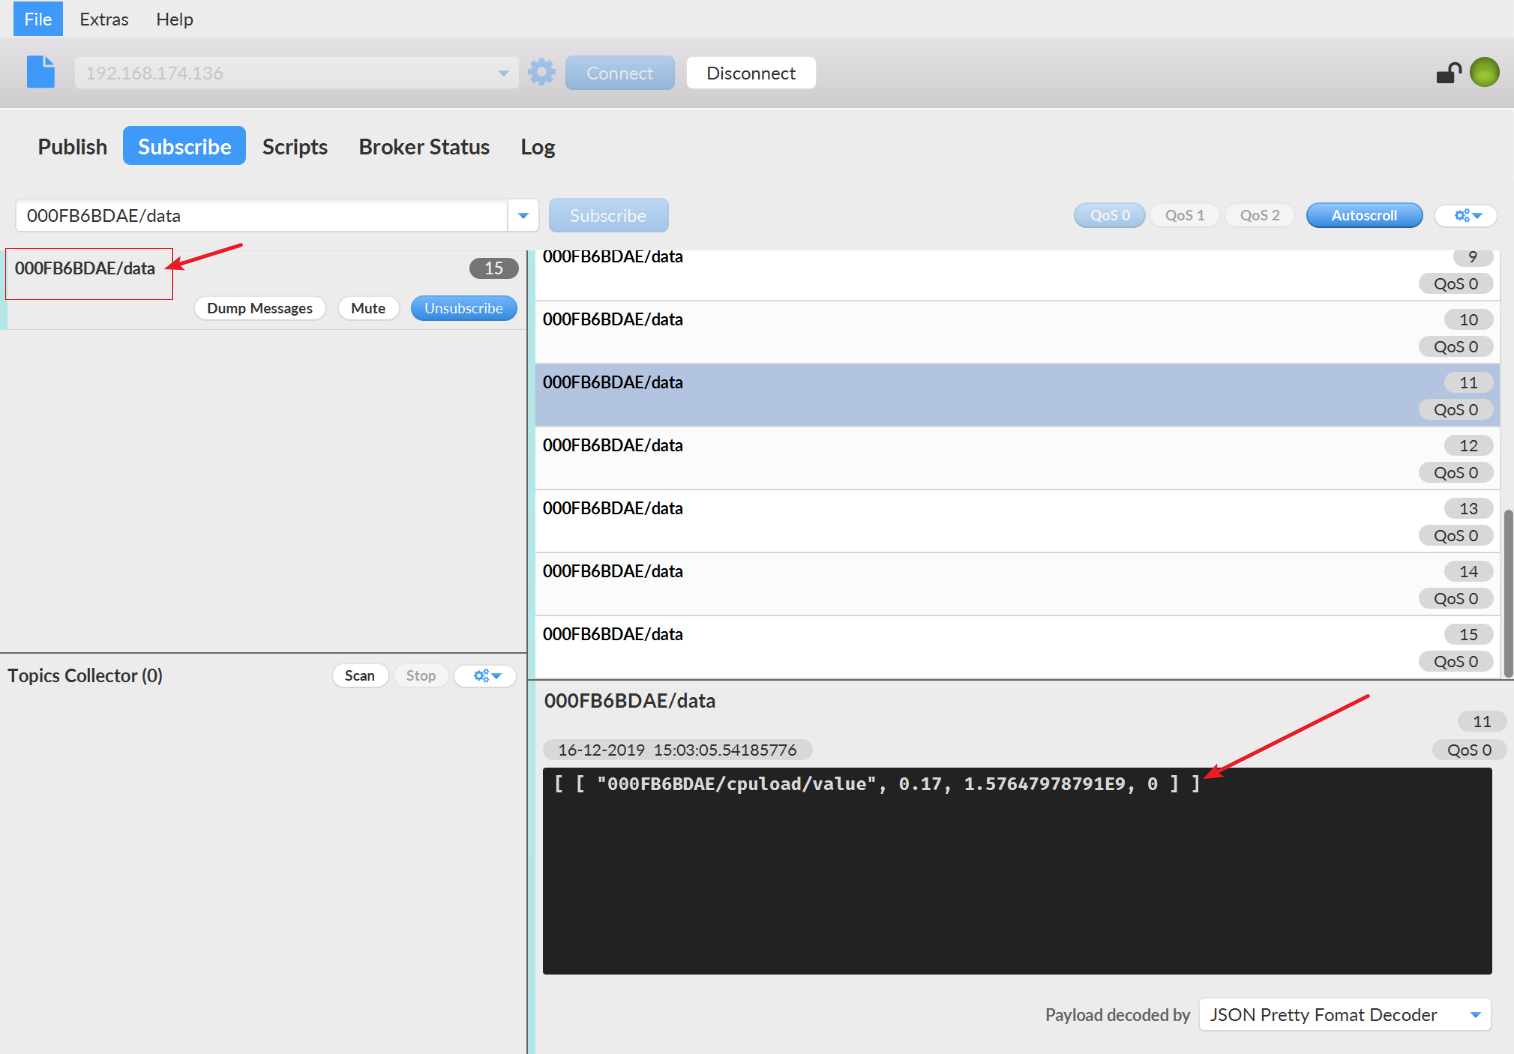 File Extras Help
192.168.174.136 Connect Disconnect
Publish Subscribe Scripts Broker Status Log
000FB6BDAE/data Subscribe QoS 0 QoS 1 QoS 2 Autoscroll
000FB6BDAE/data 15
Dump Messages Mute Unsubscribe
000FB6BDAE/data 9
QoS 0
000FB6BDAE/data 10
QoS 0
000FB6BDAE/data 11
QoS 0
000FB6BDAE/data 12
QoS 0
000FB6BDAE/data 13
QoS 0
000FB6BDAE/data 14
QoS 0
000FB6BDAE/data 15
QoS 0
Topics Collector (0) Scan Stop
000FB6BDAE/data
11
16-12-2019 15:03:05.54185776 QoS 0
[ [ "000FB6BDAE/cpuload/value", 0.17, 1.57647978791E9, 0 ] ]
Payload decoded by JSON Pretty Fomat Decoder